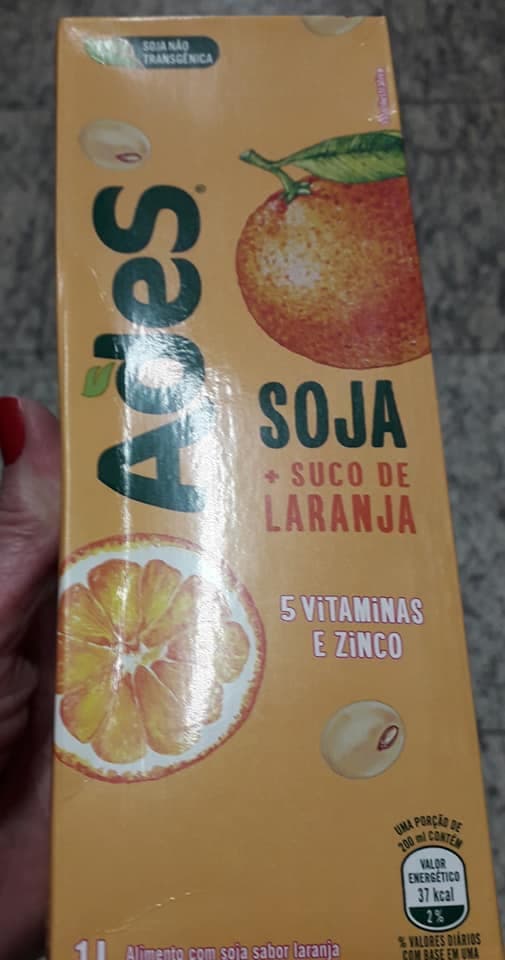 SOJA NÃO
TRANSGÊNICA
AdeS®
SOJA
+ SUCO DE
LARANJA
5 ViTAMiNAS
E ZiNCO
UMA PORÇÃO DE
200 ml CONTÉM
VALOR
ENERGÉTICO
37 kcal
2%
% VALORES DIÁRIOS
COM BASE EM UMA
1L Alimento com soja sabor laranja